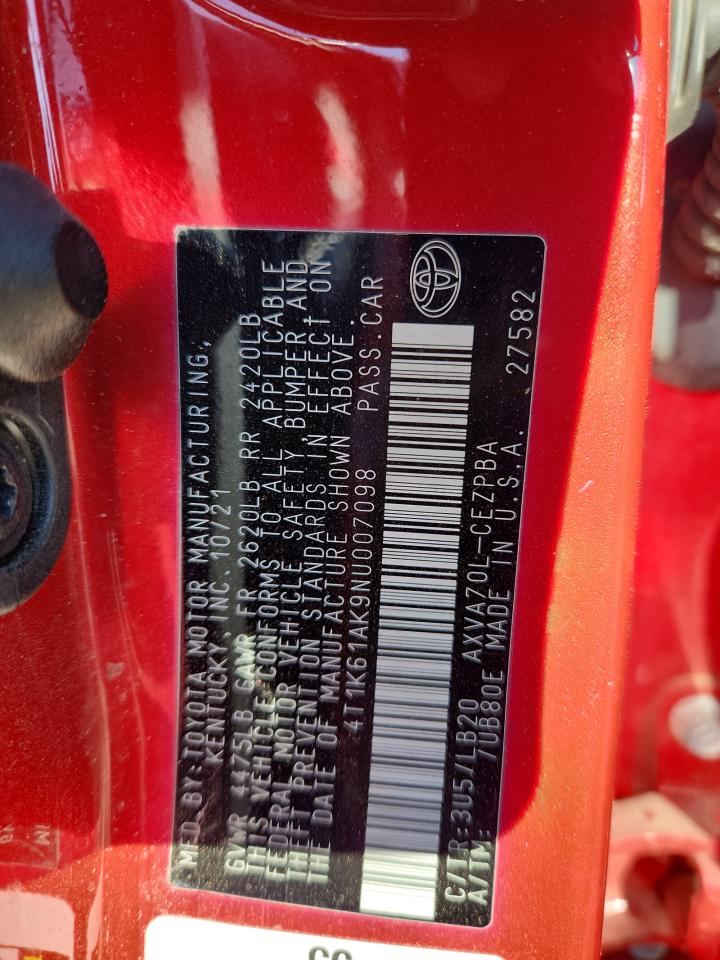 MFD.BY TOYOTA MOTOR MANUFACTURING,
KENTUCKY, INC. 10/21
GVWR 4475LB GAWR FR 2620LB RR 2420LB
THIS VEHICLE CONFORMS TO ALL APPLICABLE
FEDERAL MOTOR VEHICLE SAFETY, BUMPER AND
THEFT PREVENTION STANDARDS IN EFFECT ON
THE DATE OF MANUFACTURE SHOWN ABOVE.
4T1K61AK9NU007098 PASS.CAR
C/TR:3U5/LB20 AXVA70L-CEZPBA
A/TM: /UB80E MADE IN U.S.A. 27582